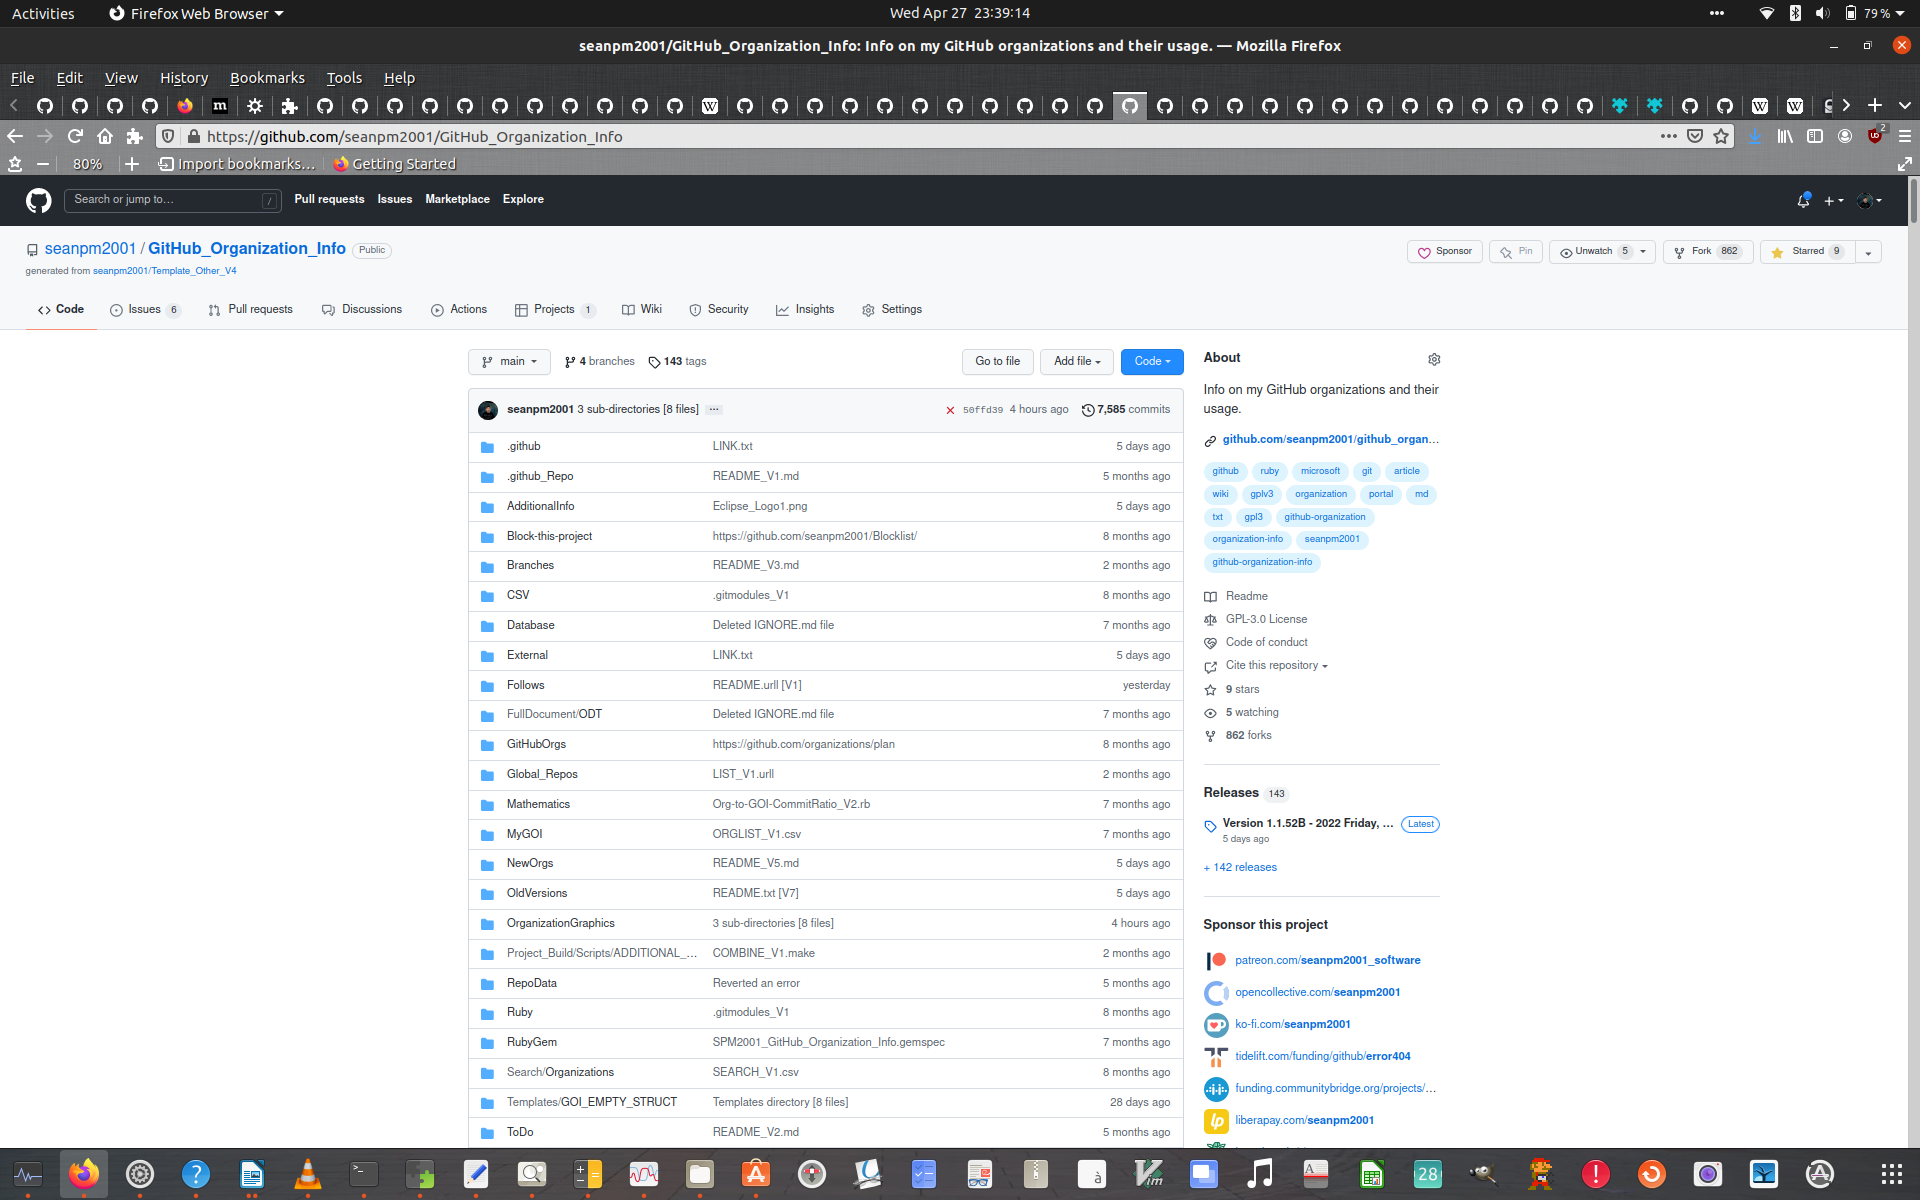 Activities Firefox Web Browser Wed Apr 27 23:39:14 79 %
seanpm2001/GitHub_Organization_Info: Info on my GitHub organizations and their usage. — Mozilla Firefox
File Edit View History Bookmarks Tools Help
https://github.com/seanpm2001/GitHub_Organization_Info 2
80% Import bookmarks... Getting Started
Search or jump to... / Pull requests Issues Marketplace Explore
seanpm2001 / GitHub_Organization_Info Public Sponsor Pin Unwatch 5 Fork 862 Starred 9
generated from seanpm2001/Template_Other_V4
Code Issues 6 Pull requests Discussions Actions Projects 1 Wiki Security Insights Settings
main 4 branches 143 tags Go to file Add file Code
seanpm2001 3 sub-directories [8 files] ... 50ffd39 4 hours ago 7,585 commits
.github LINK.txt 5 days ago
.github_Repo README_V1.md 5 months ago
AdditionalInfo Eclipse_Logo1.png 5 days ago
Block-this-project https://github.com/seanpm2001/Blocklist/ 8 months ago
Branches README_V3.md 2 months ago
CSV .gitmodules_V1 8 months ago
Database Deleted IGNORE.md file 7 months ago
External LINK.txt 5 days ago
Follows README.urll [V1] yesterday
FullDocument/ODT Deleted IGNORE.md file 7 months ago
GitHubOrgs https://github.com/organizations/plan 8 months ago
Global_Repos LIST_V1.urll 2 months ago
Mathematics Org-to-GOI-CommitRatio_V2.rb 7 months ago
MyGOI ORGLIST_V1.csv 7 months ago
NewOrgs README_V5.md 5 days ago
OldVersions README.txt [V7] 5 days ago
OrganizationGraphics 3 sub-directories [8 files] 4 hours ago
Project_Build/Scripts/ADDITIONAL_... COMBINE_V1.make 2 months ago
RepoData Reverted an error 5 months ago
Ruby .gitmodules_V1 8 months ago
RubyGem SPM2001_GitHub_Organization_Info.gemspec 7 months ago
Search/Organizations SEARCH_V1.csv 8 months ago
Templates/GOI_EMPTY_STRUCT Templates directory [8 files] 28 days ago
ToDo README_V2.md 5 months ago
About
Info on my GitHub organizations and their
usage.
github.com/seanpm2001/github_organ...
github ruby microsoft git article
wiki gplv3 organization portal md
txt gpl3 github-organization
organization-info seanpm2001
github-organization-info
Readme
GPL-3.0 License
Code of conduct
Cite this repository
9 stars
5 watching
862 forks
Releases 143
Version 1.1.52B - 2022 Friday, ... Latest
5 days ago
+ 142 releases
Sponsor this project
patreon.com/seanpm2001_software
opencollective.com/seanpm2001
ko-fi.com/seanpm2001
tidelift.com/funding/github/error404
funding.communitybridge.org/projects/...
liberapay.com/seanpm2001
28